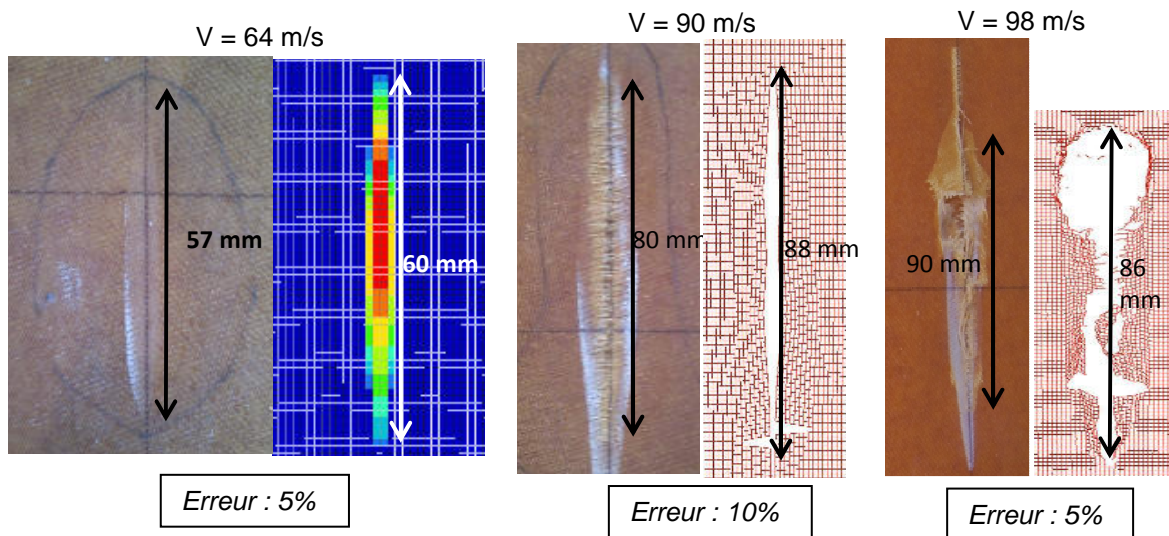 V = 64 m/s
V = 90 m/s
V = 98 m/s
57 mm
60 mm
80 mm
88 mm
90 mm
86
mm
Erreur : 5%
Erreur : 10%
Erreur : 5%